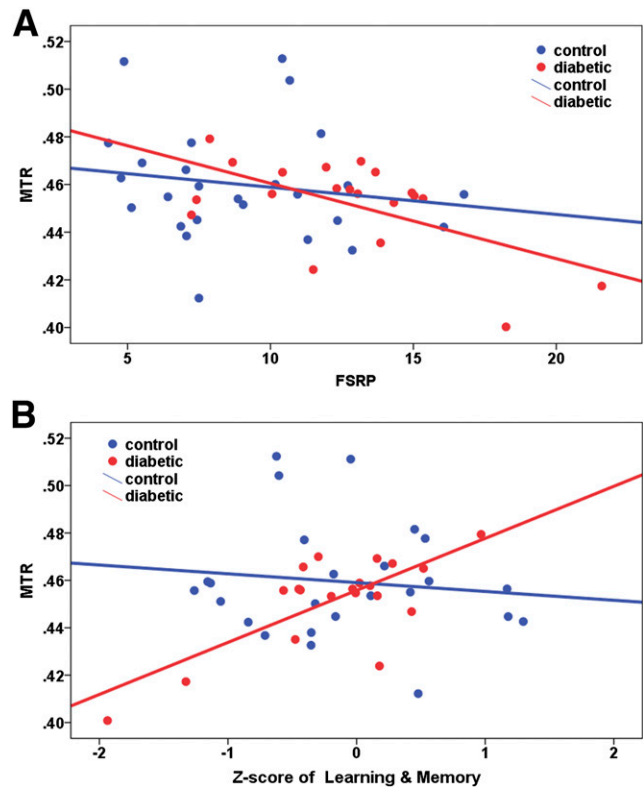 A
.52
.50
.48
.46
.44
.42
.40
MTR
control
diabetic
control
diabetic
5
10
15
20
FSRP
B
.52
.50
.48
.46
.44
.42
.40
MTR
control
diabetic
control
diabetic
-2
-1
0
1
2
Z-score of Learning & Memory